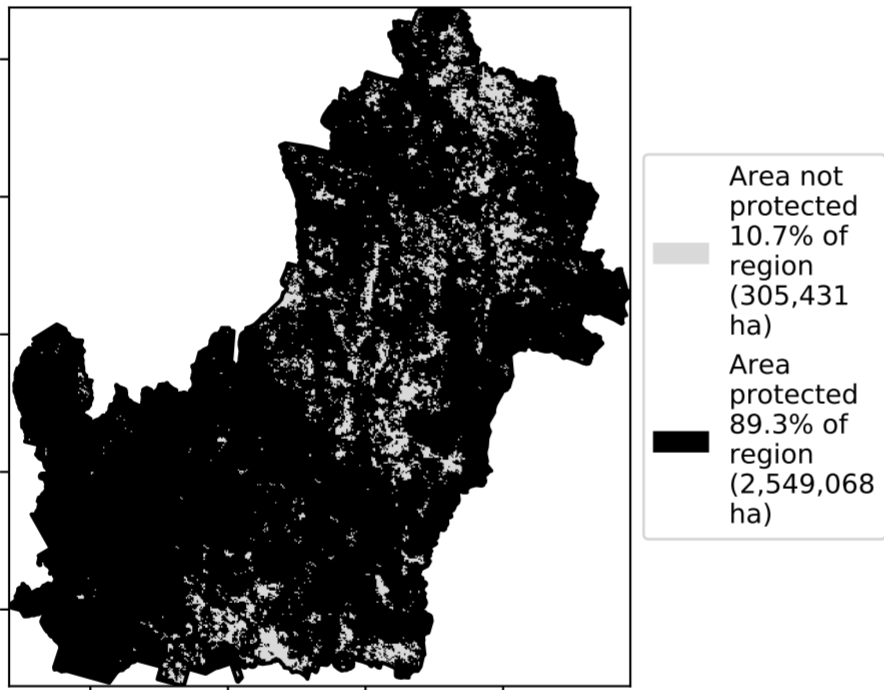 Area not
protected
10.7% of
region
(305,431
ha)
Area
protected
89.3% of
region
(2,549,068
ha)